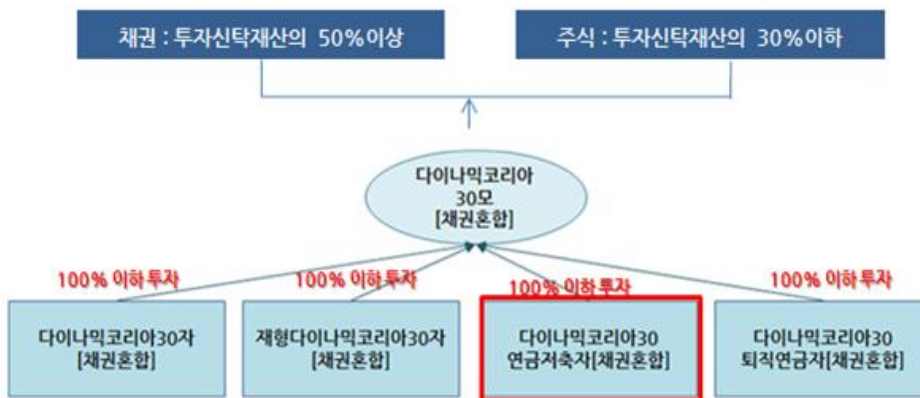 채권 : 투자신탁재산의 50%이상
주식 : 투자신탁재산의 30%이하
다이나믹코리아
30모
[채권혼합]
100% 이하 투자
100% 이하 투자
100% 이하 투자
100% 이하 투자
다이나믹코리아30자
[채권혼합]
재형다이나믹코리아30자
[채권혼합]
다이나믹코리아30
연금저축자[채권혼합]
다이나믹코리아30
퇴직연금자[채권혼합]